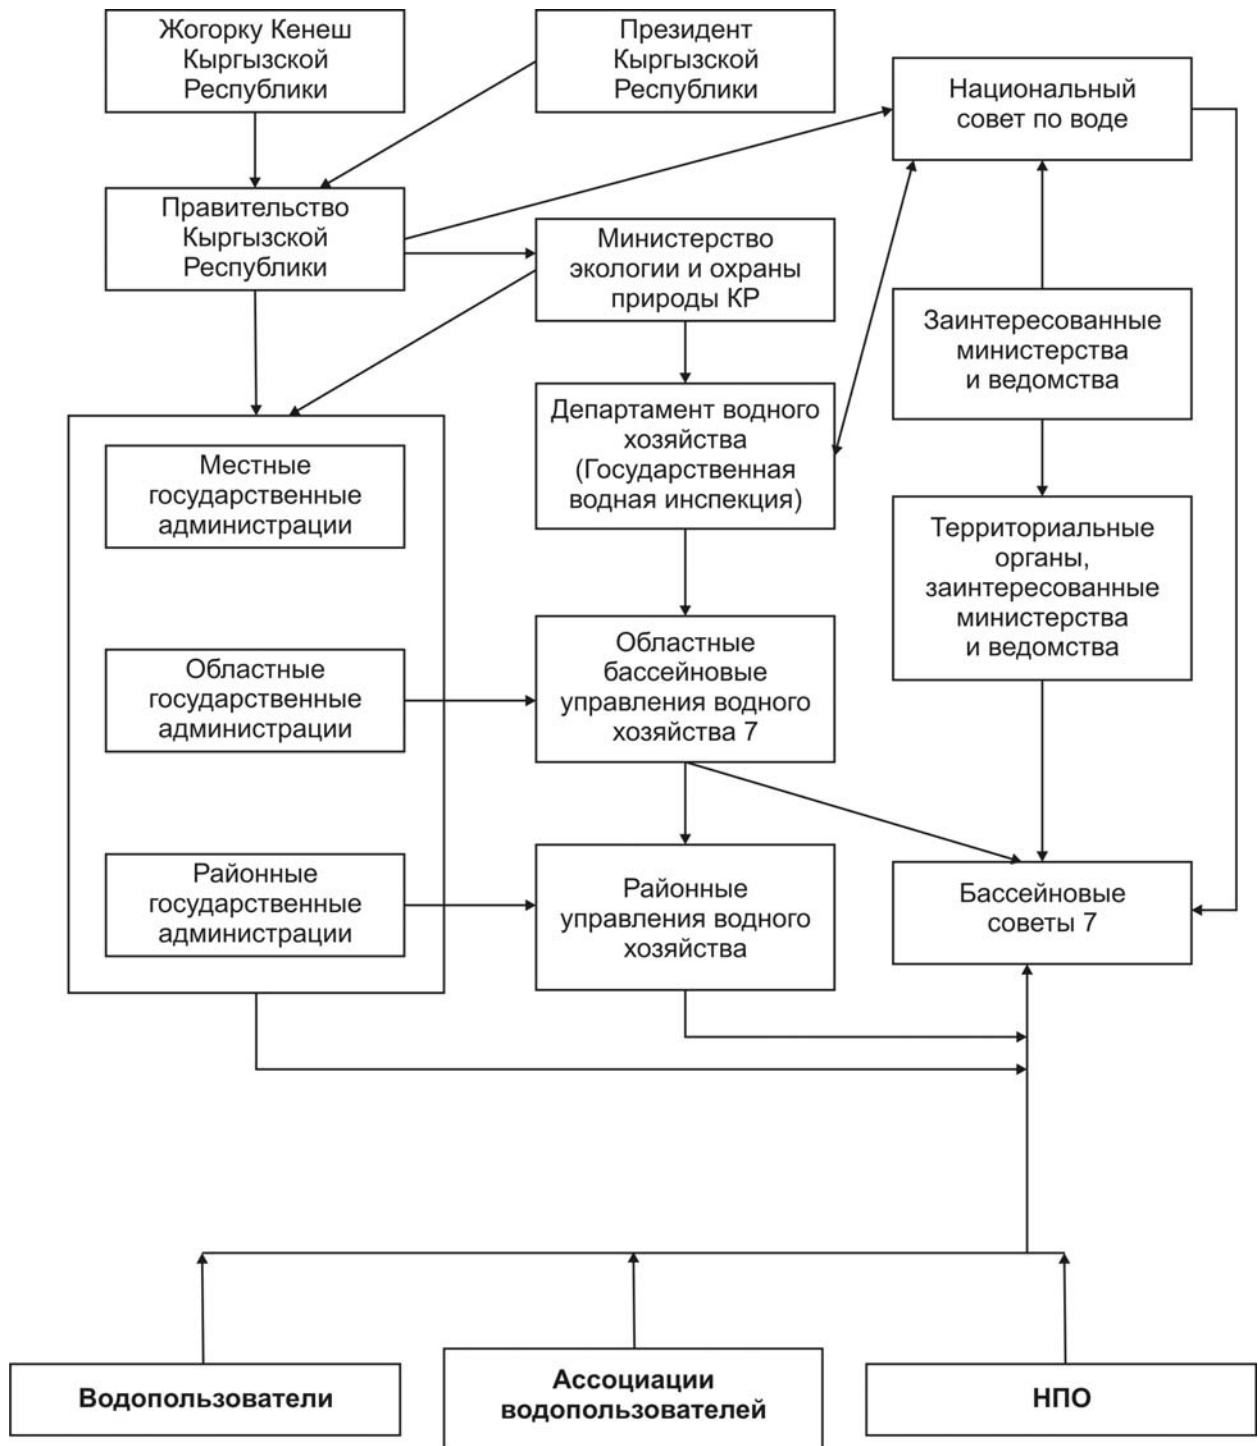 Жогорку Кенеш
Кыргызской
Республики
Президент
Кыргызской
Республики
Национальный
совет по воде
Правительство
Кыргызской
Республики
Министерство
экологии и охраны
природы КР
Заинтересованные
министерства
и ведомства
Департамент водного
хозяйства
(Государственная
водная инспекция)
Местные
государственные
администрации
Территориальные
органы,
заинтересованные
министерства
и ведомства
Областные
государственные
администрации
Областные
бассейновые
управления водного
хозяйства 7
Районные
государственные
администрации
Районные
управления водного
хозяйства
Бассейновые
советы 7
Водопользователи
Ассоциации
водопользователей
НПО